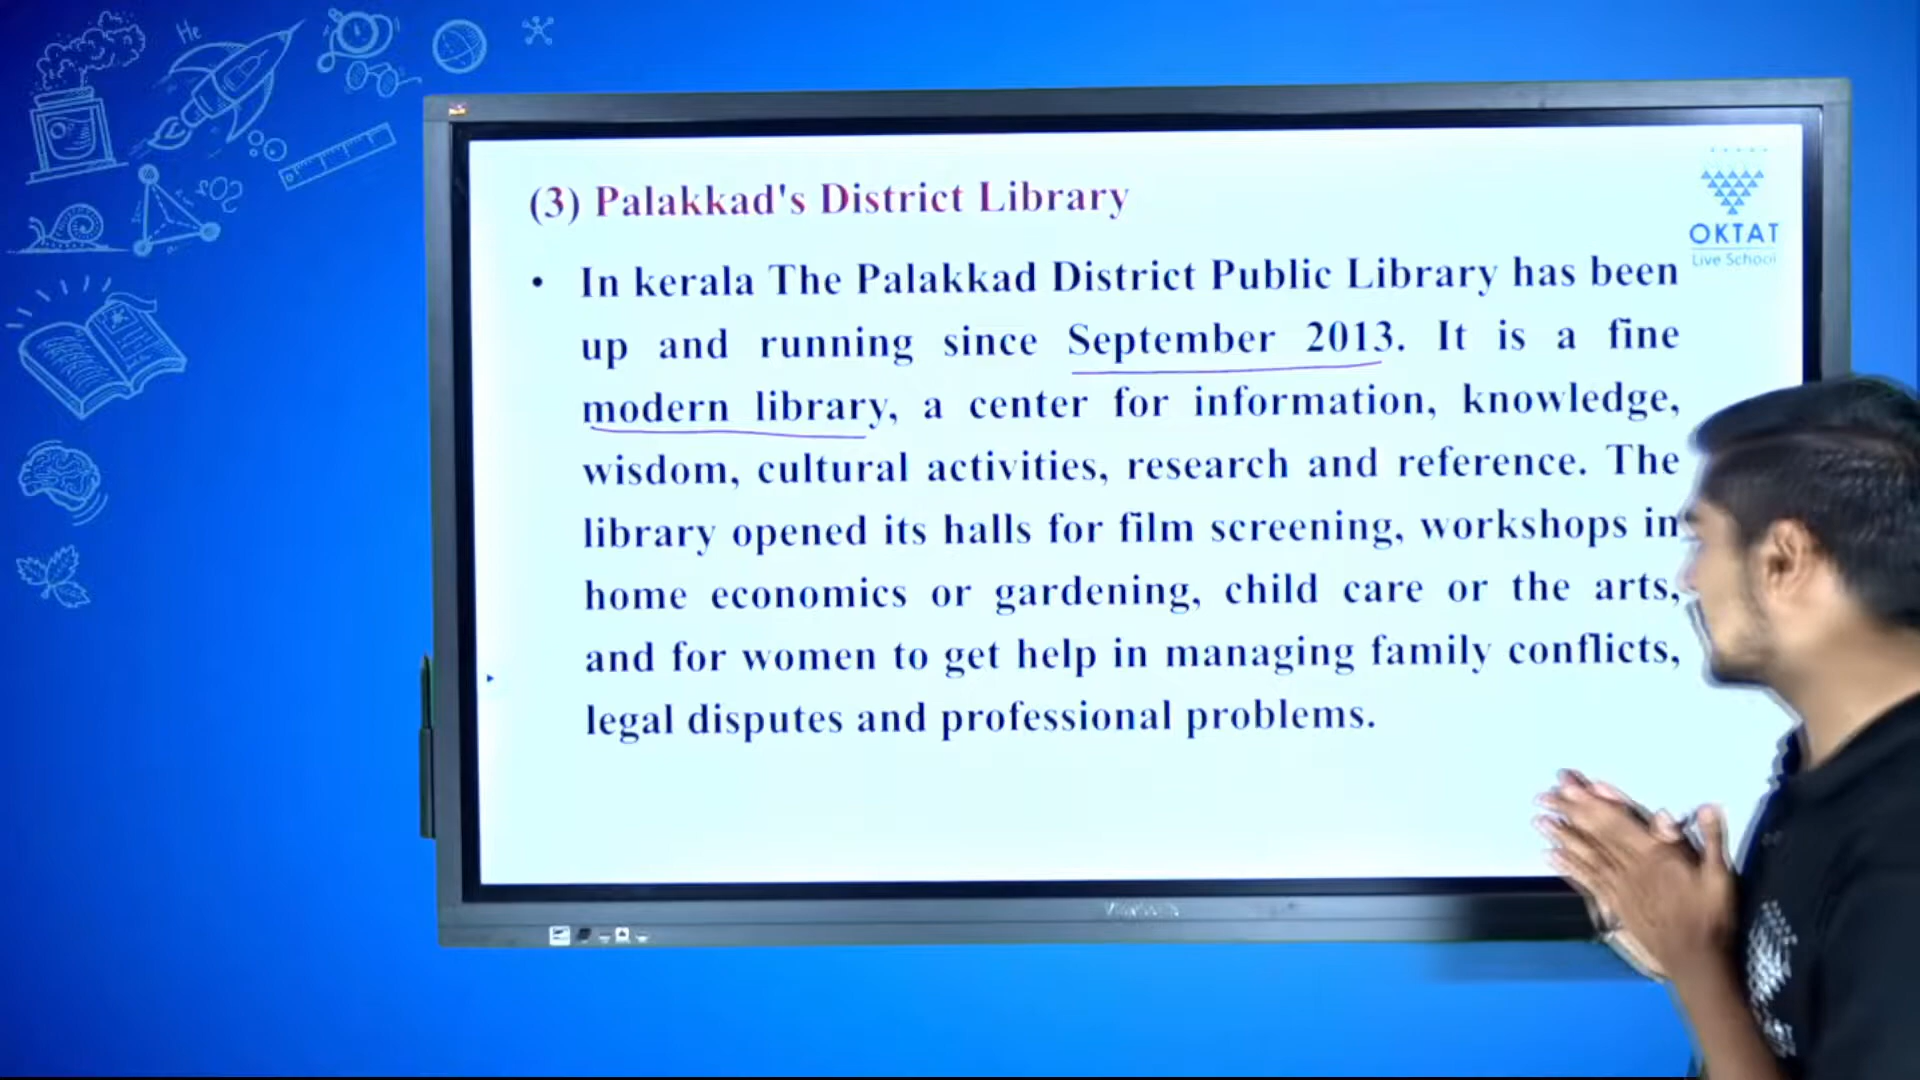 He
(3) Palakkad's District Library
OKTAT
Live School
• In kerala The Palakkad District Public Library has been
up and running since September 2013. It is a fine
modern library, a center for information, knowledge,
wisdom, cultural activities, research and reference. The
library opened its halls for film screening, workshops in
home economics or gardening, child care or the arts,
and for women to get help in managing family conflicts,
legal disputes and professional problems.